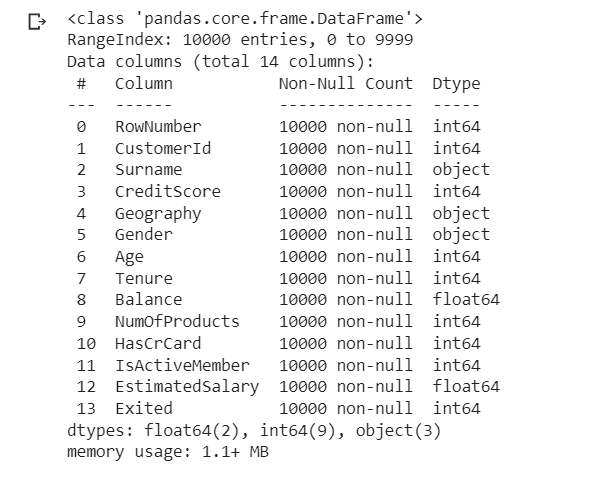 <class 'pandas.core.frame.DataFrame'>
RangeIndex: 10000 entries, 0 to 9999
Data columns (total 14 columns):
 #   Column           Non-Null Count  Dtype
---  ------           --------------  -----
 0   RowNumber        10000 non-null  int64
 1   CustomerId       10000 non-null  int64
 2   Surname          10000 non-null  object
 3   CreditScore      10000 non-null  int64
 4   Geography        10000 non-null  object
 5   Gender           10000 non-null  object
 6   Age              10000 non-null  int64
 7   Tenure           10000 non-null  int64
 8   Balance          10000 non-null  float64
 9   NumOfProducts    10000 non-null  int64
 10  HasCrCard        10000 non-null  int64
 11  IsActiveMember   10000 non-null  int64
 12  EstimatedSalary  10000 non-null  float64
 13  Exited           10000 non-null  int64
dtypes: float64(2), int64(9), object(3)
memory usage: 1.1+ MB